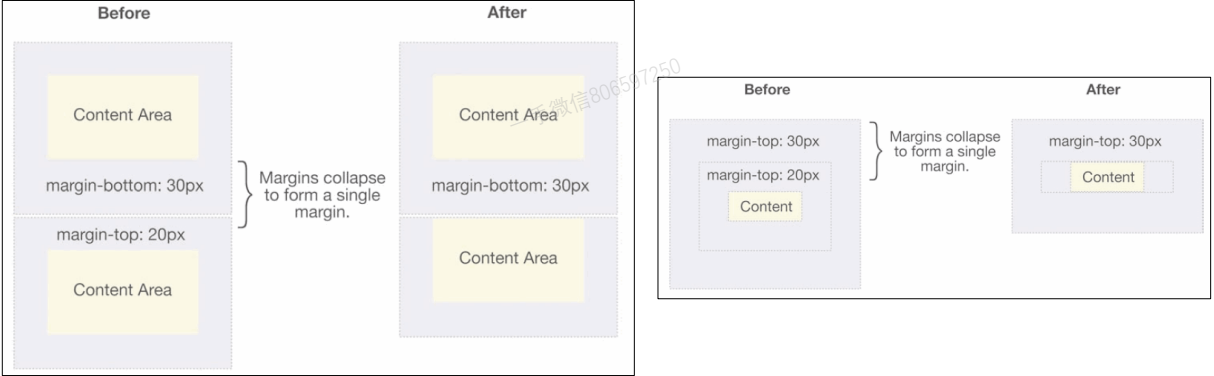 Before
After
Content Area
Content Area
margin-bottom: 30px
Margins collapse
to form a single
margin.
margin-bottom: 30px
margin-top: 20px
Content Area
Content Area
Before
After
margin-top: 30px
Margins collapse
to form a single
margin.
margin-top: 30px
margin-top: 20px
Content
Content
一手微信806597250